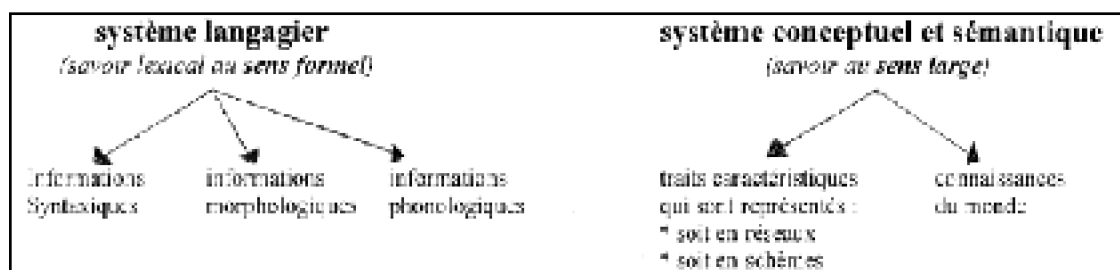 système langagier
(savoir lexical au sens formel)
informations
Syntaxiques
informations
morphologiques
informations
phonologiques
système conceptuel et sémantique
(savoir au sens large)
traits caractéristiques
qui sont représentés :
* soit en réseaux
* soit en schèmes
connaissances
du monde